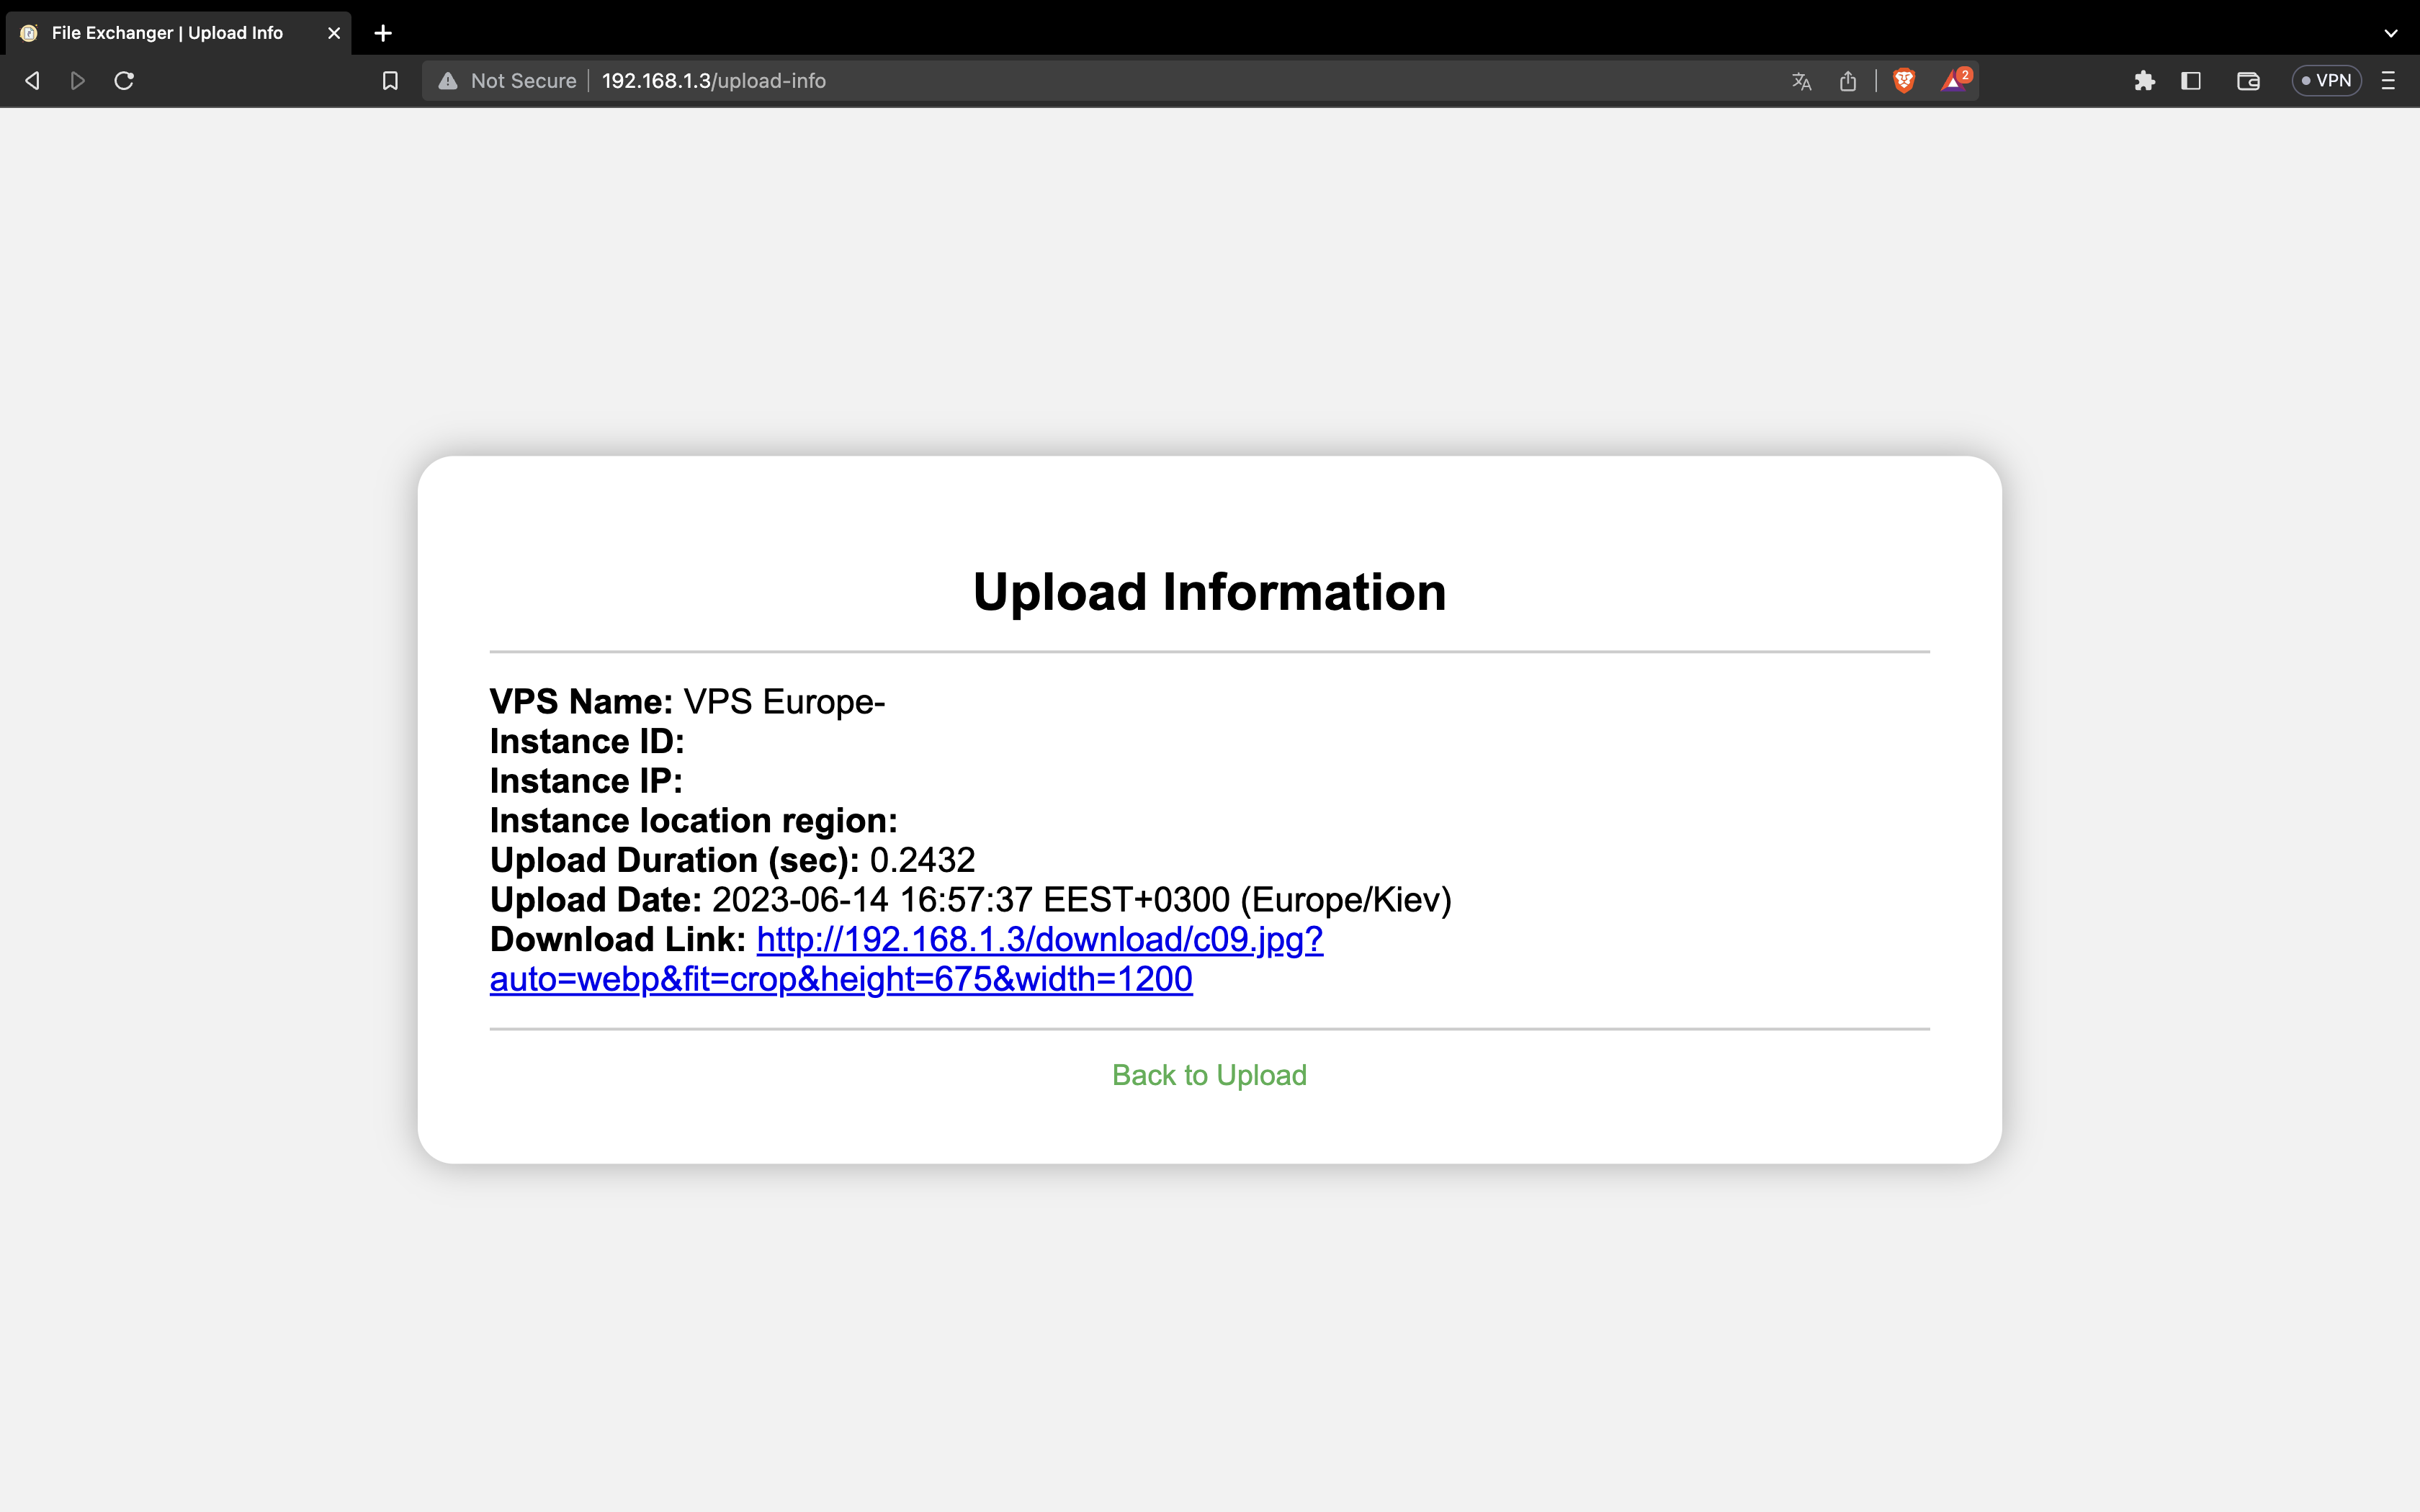 File Exchanger | Upload Info
Not Secure 192.168.1.3/upload-info
2
VPN
Upload Information
VPS Name: VPS Europe-
Instance ID:
Instance IP:
Instance location region:
Upload Duration (sec): 0.2432
Upload Date: 2023-06-14 16:57:37 EEST+0300 (Europe/Kiev)
Download Link: http://192.168.1.3/download/c09.jpg?
auto=webp&fit=crop&height=675&width=1200
Back to Upload